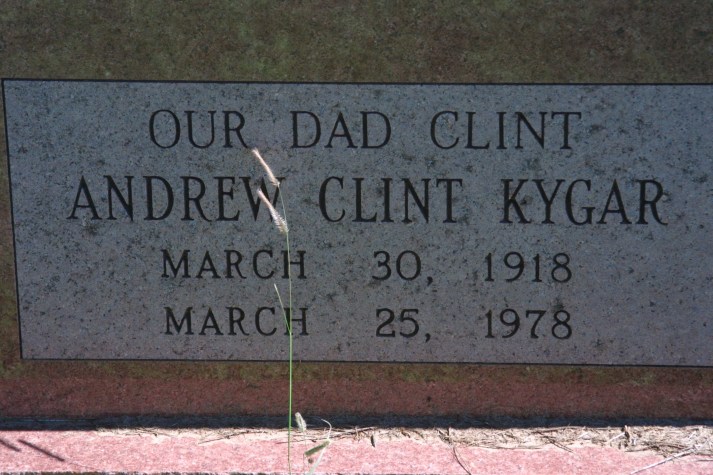 OUR DAD CLINT
ANDREW CLINT KYGAR
MARCH 30, 1918
MARCH 25, 1978